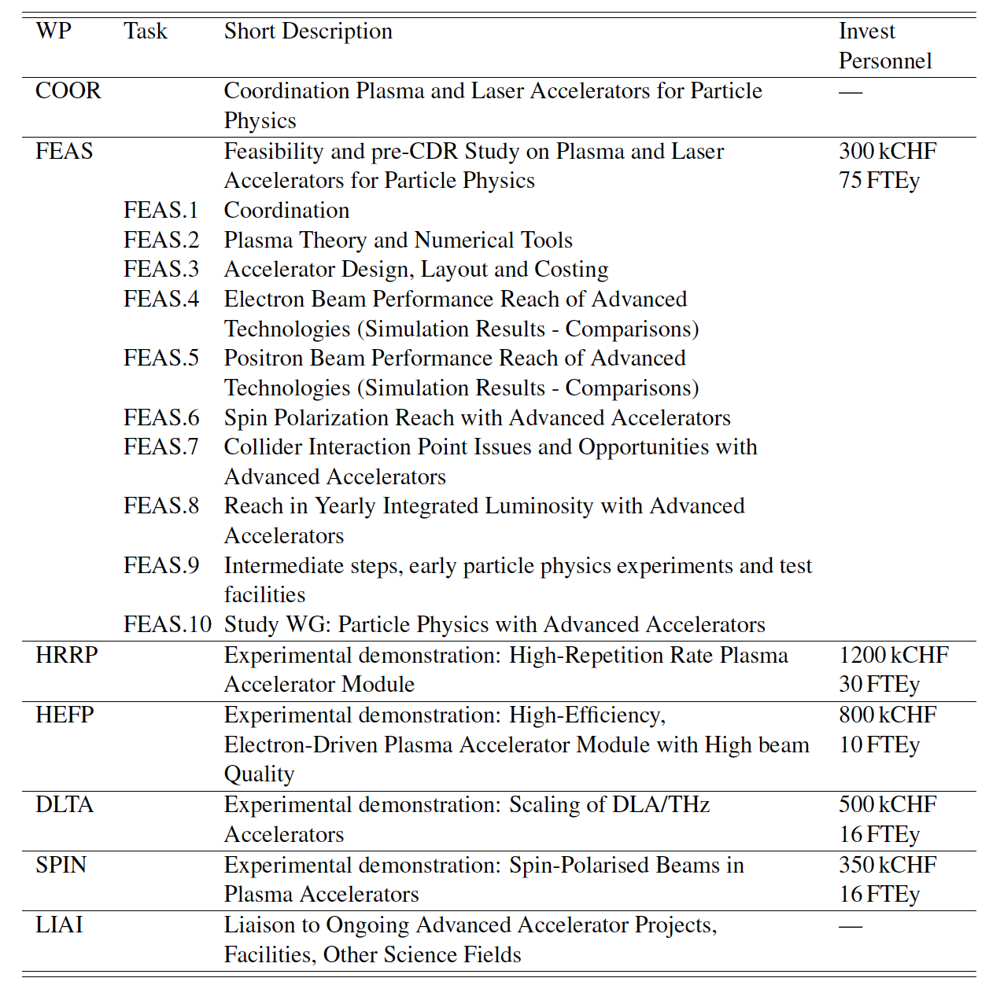 WP Task Short Description Invest
Personnel
COOR Coordination Plasma and Laser Accelerators for Particle —
Physics
FEAS Feasibility and pre-CDR Study on Plasma and Laser 300 kCHF
Accelerators for Particle Physics 75 FTEy
FEAS.1 Coordination
FEAS.2 Plasma Theory and Numerical Tools
FEAS.3 Accelerator Design, Layout and Costing
FEAS.4 Electron Beam Performance Reach of Advanced
Technologies (Simulation Results - Comparisons)
FEAS.5 Positron Beam Performance Reach of Advanced
Technologies (Simulation Results - Comparisons)
FEAS.6 Spin Polarization Reach with Advanced Accelerators
FEAS.7 Collider Interaction Point Issues and Opportunities with
Advanced Accelerators
FEAS.8 Reach in Yearly Integrated Luminosity with Advanced
Accelerators
FEAS.9 Intermediate steps, early particle physics experiments and test
facilities
FEAS.10 Study WG: Particle Physics with Advanced Accelerators
HRRP Experimental demonstration: High-Repetition Rate Plasma 1200 kCHF
Accelerator Module 30 FTEy
HEFP Experimental demonstration: High-Efficiency, 800 kCHF
Electron-Driven Plasma Accelerator Module with High beam 10 FTEy
Quality
DLTA Experimental demonstration: Scaling of DLA/THz 500 kCHF
Accelerators 16 FTEy
SPIN Experimental demonstration: Spin-Polarised Beams in 350 kCHF
Plasma Accelerators 16 FTEy
LIAI Liaison to Ongoing Advanced Accelerator Projects, —
Facilities, Other Science Fields